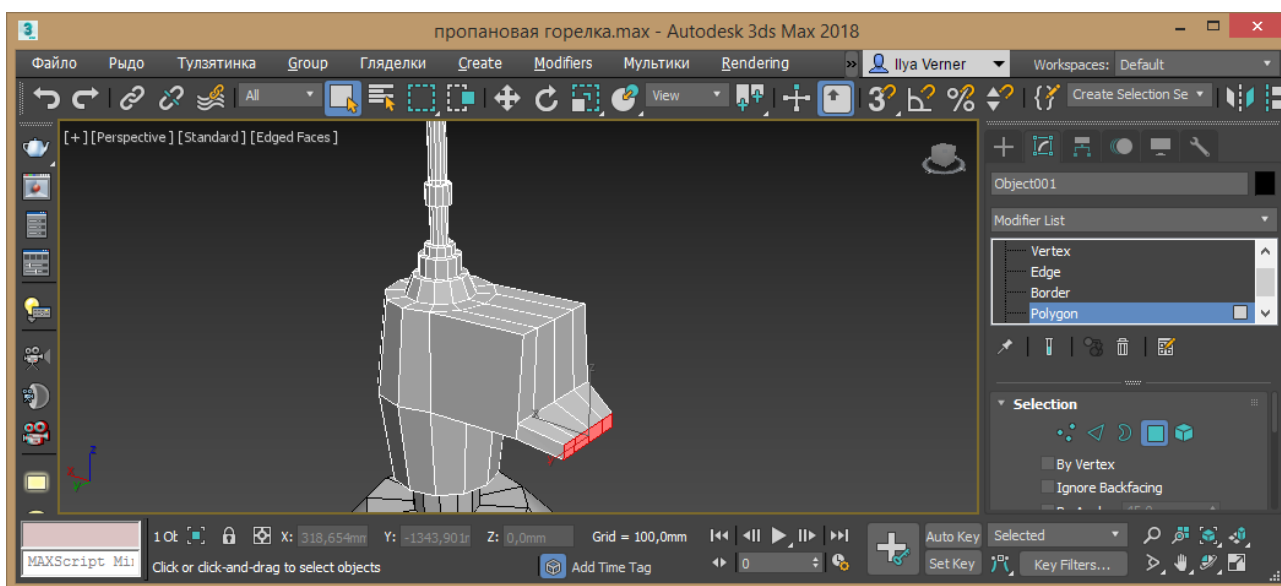 пропановая горелка.max - Autodesk 3ds Max 2018
Файло Рыдо Тулзятинка Group Гляделки Create Modifiers Мультики Rendering » Ilya Verner Workspaces: Default
All View 3 Create Selection Se
[+] [Perspective ] [Standard ] [Edged Faces ]
Object001
Modifier List
Vertex
Edge
Border
Polygon
Selection
By Vertex
Ignore Backfacing
z
x
y
z
x
y
1 Ob X: 318,654mm Y: -1343,901r Z: 0,0mm Grid = 100,0mm Auto Key Selected
MAXScript Mi Click or click-and-drag to select objects Add Time Tag 0 Set Key Key Filters...